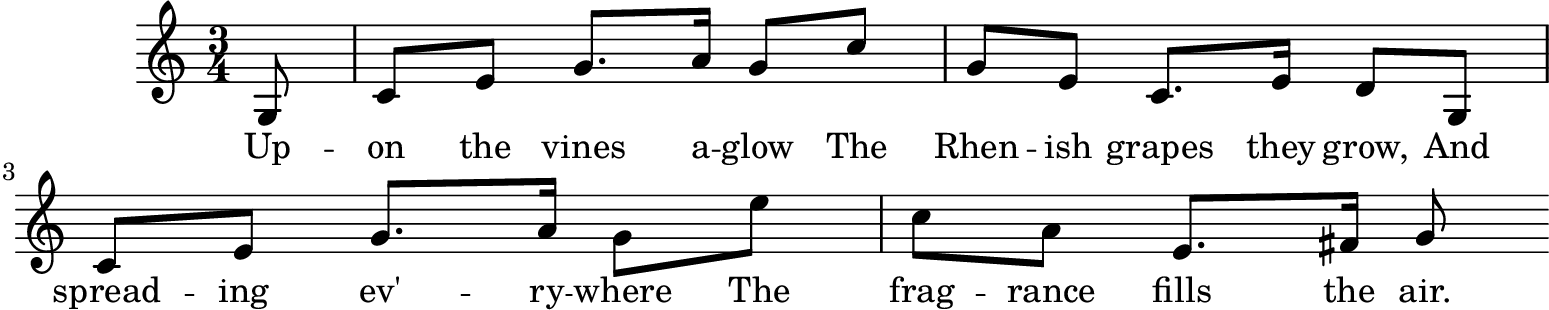 3 4
Up - on the vines a - glow The Rhen - ish grapes they grow, And
3
spread - ing ev' - ry - where The frag - rance fills the air.